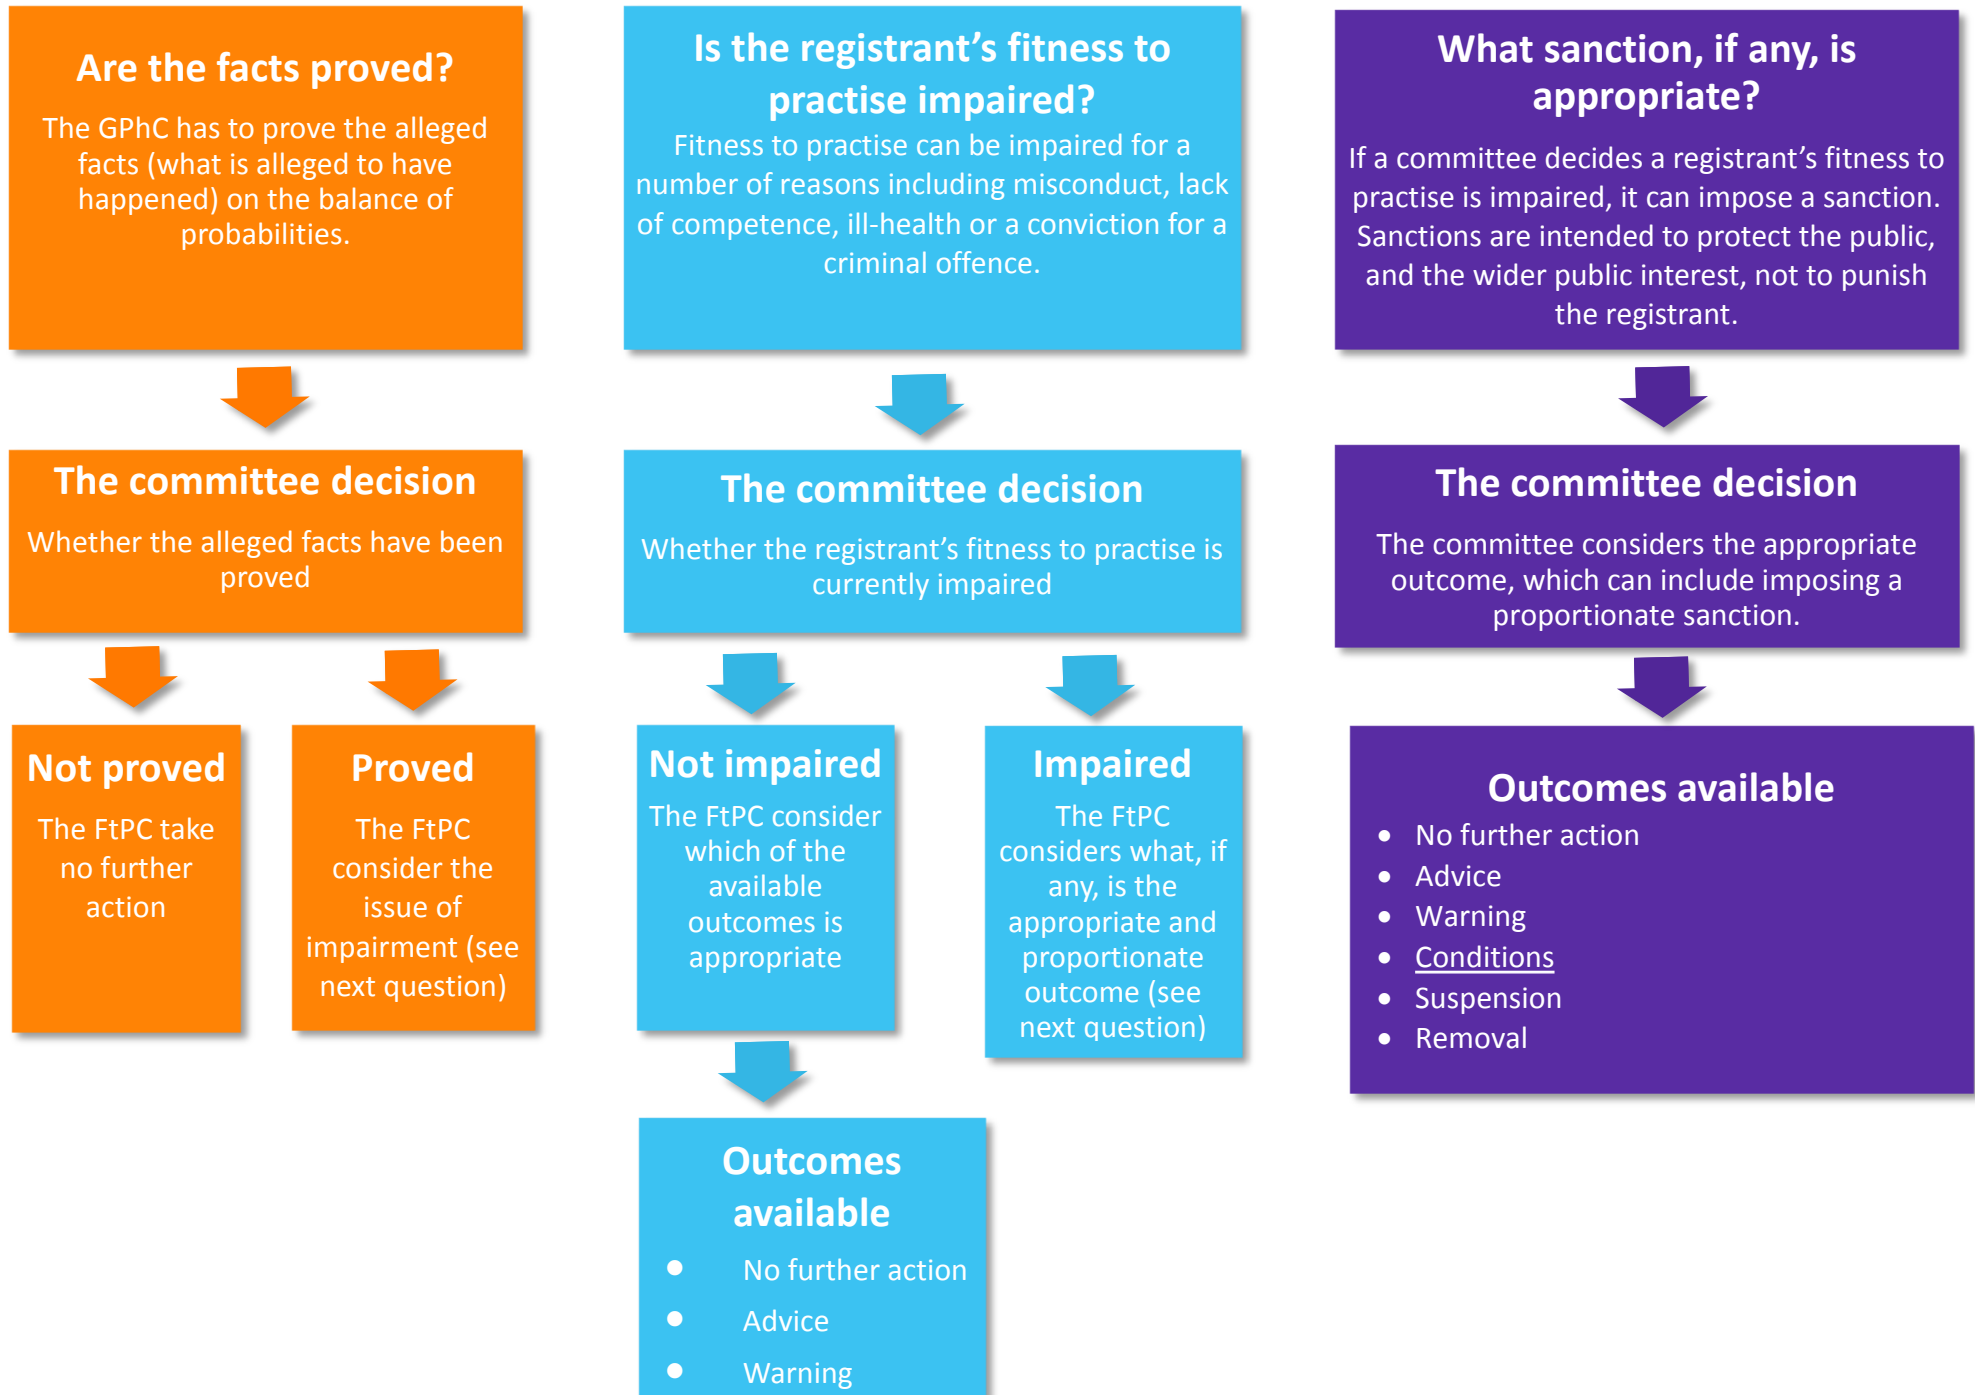 Are the facts proved?
The GPhC has to prove the alleged
facts (what is alleged to have
happened) on the balance of
probabilities.
The committee decision
Whether the alleged facts have been
proved
Not proved
The FtPC take
no further
action
Proved
The FtPC
consider the
issue of
impairment (see
next question)
Is the registrant’s fitness to
practise impaired?
Fitness to practise can be impaired for a
number of reasons including misconduct, lack
of competence, ill-health or a conviction for a
criminal offence.
The committee decision
Whether the registrant’s fitness to practise is
currently impaired
Not impaired
The FtPC consider
which of the
available
outcomes is
appropriate
Impaired
The FtPC
considers what, if
any, is the
appropriate and
proportionate
outcome (see
next question)
Outcomes
available
• No further action
• Advice
• Warning
What sanction, if any, is
appropriate?
If a committee decides a registrant’s fitness to
practise is impaired, it can impose a sanction.
Sanctions are intended to protect the public,
and the wider public interest, not to punish
the registrant.
The committee decision
The committee considers the appropriate
outcome, which can include imposing a
proportionate sanction.
Outcomes available
• No further action
• Advice
• Warning
• Conditions
• Suspension
• Removal